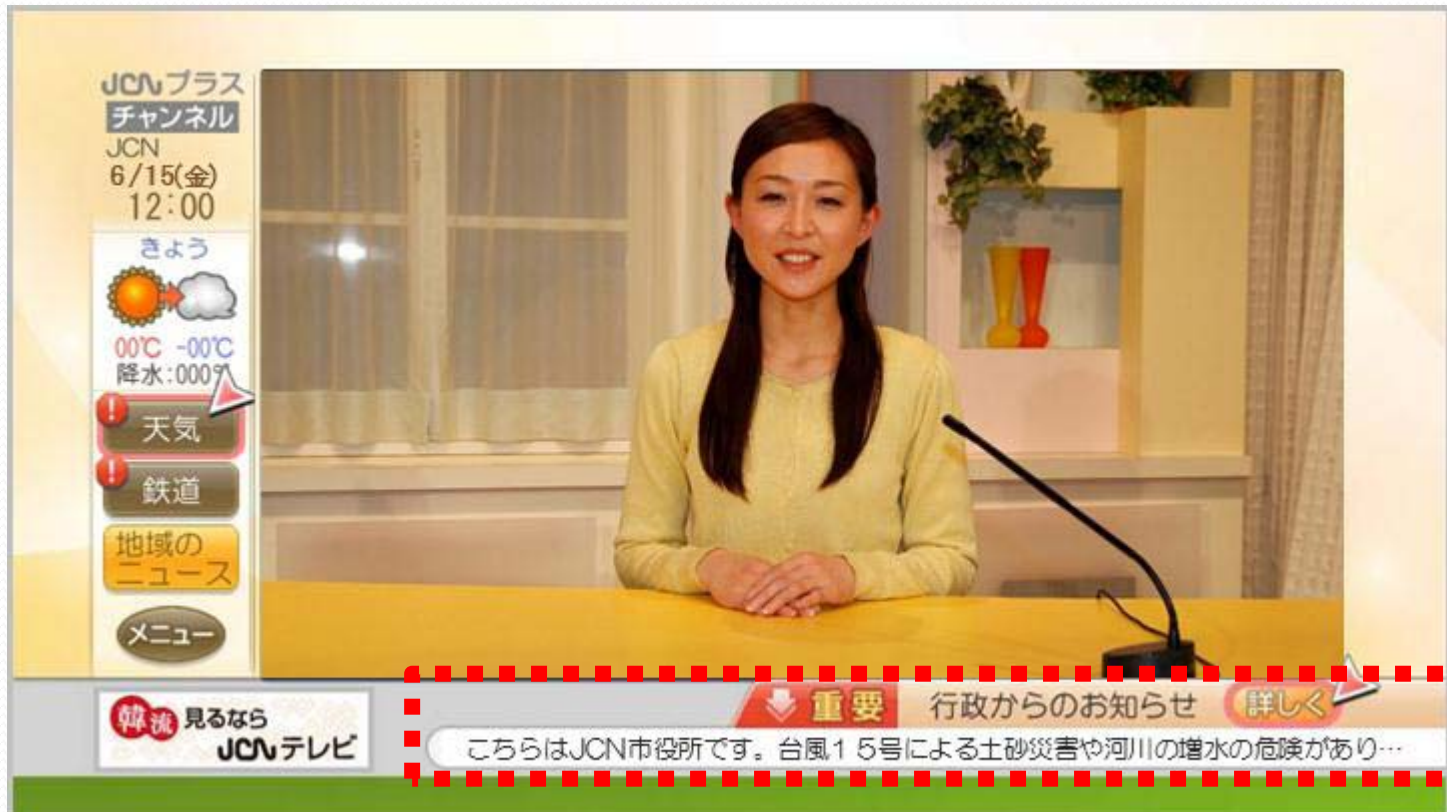 JCNプラス
チャンネル
JCN
6/15(金)
12:00
きょう
00℃ -00℃
降水:000%
! 天気
! 鉄道
地域の
ニュース
メニュー
重要 行政からのお知らせ 詳しく
韓流 見るなら
JCNテレビ
こちらはJCN市役所です。台風15号による土砂災害や河川の増水の危険があり…